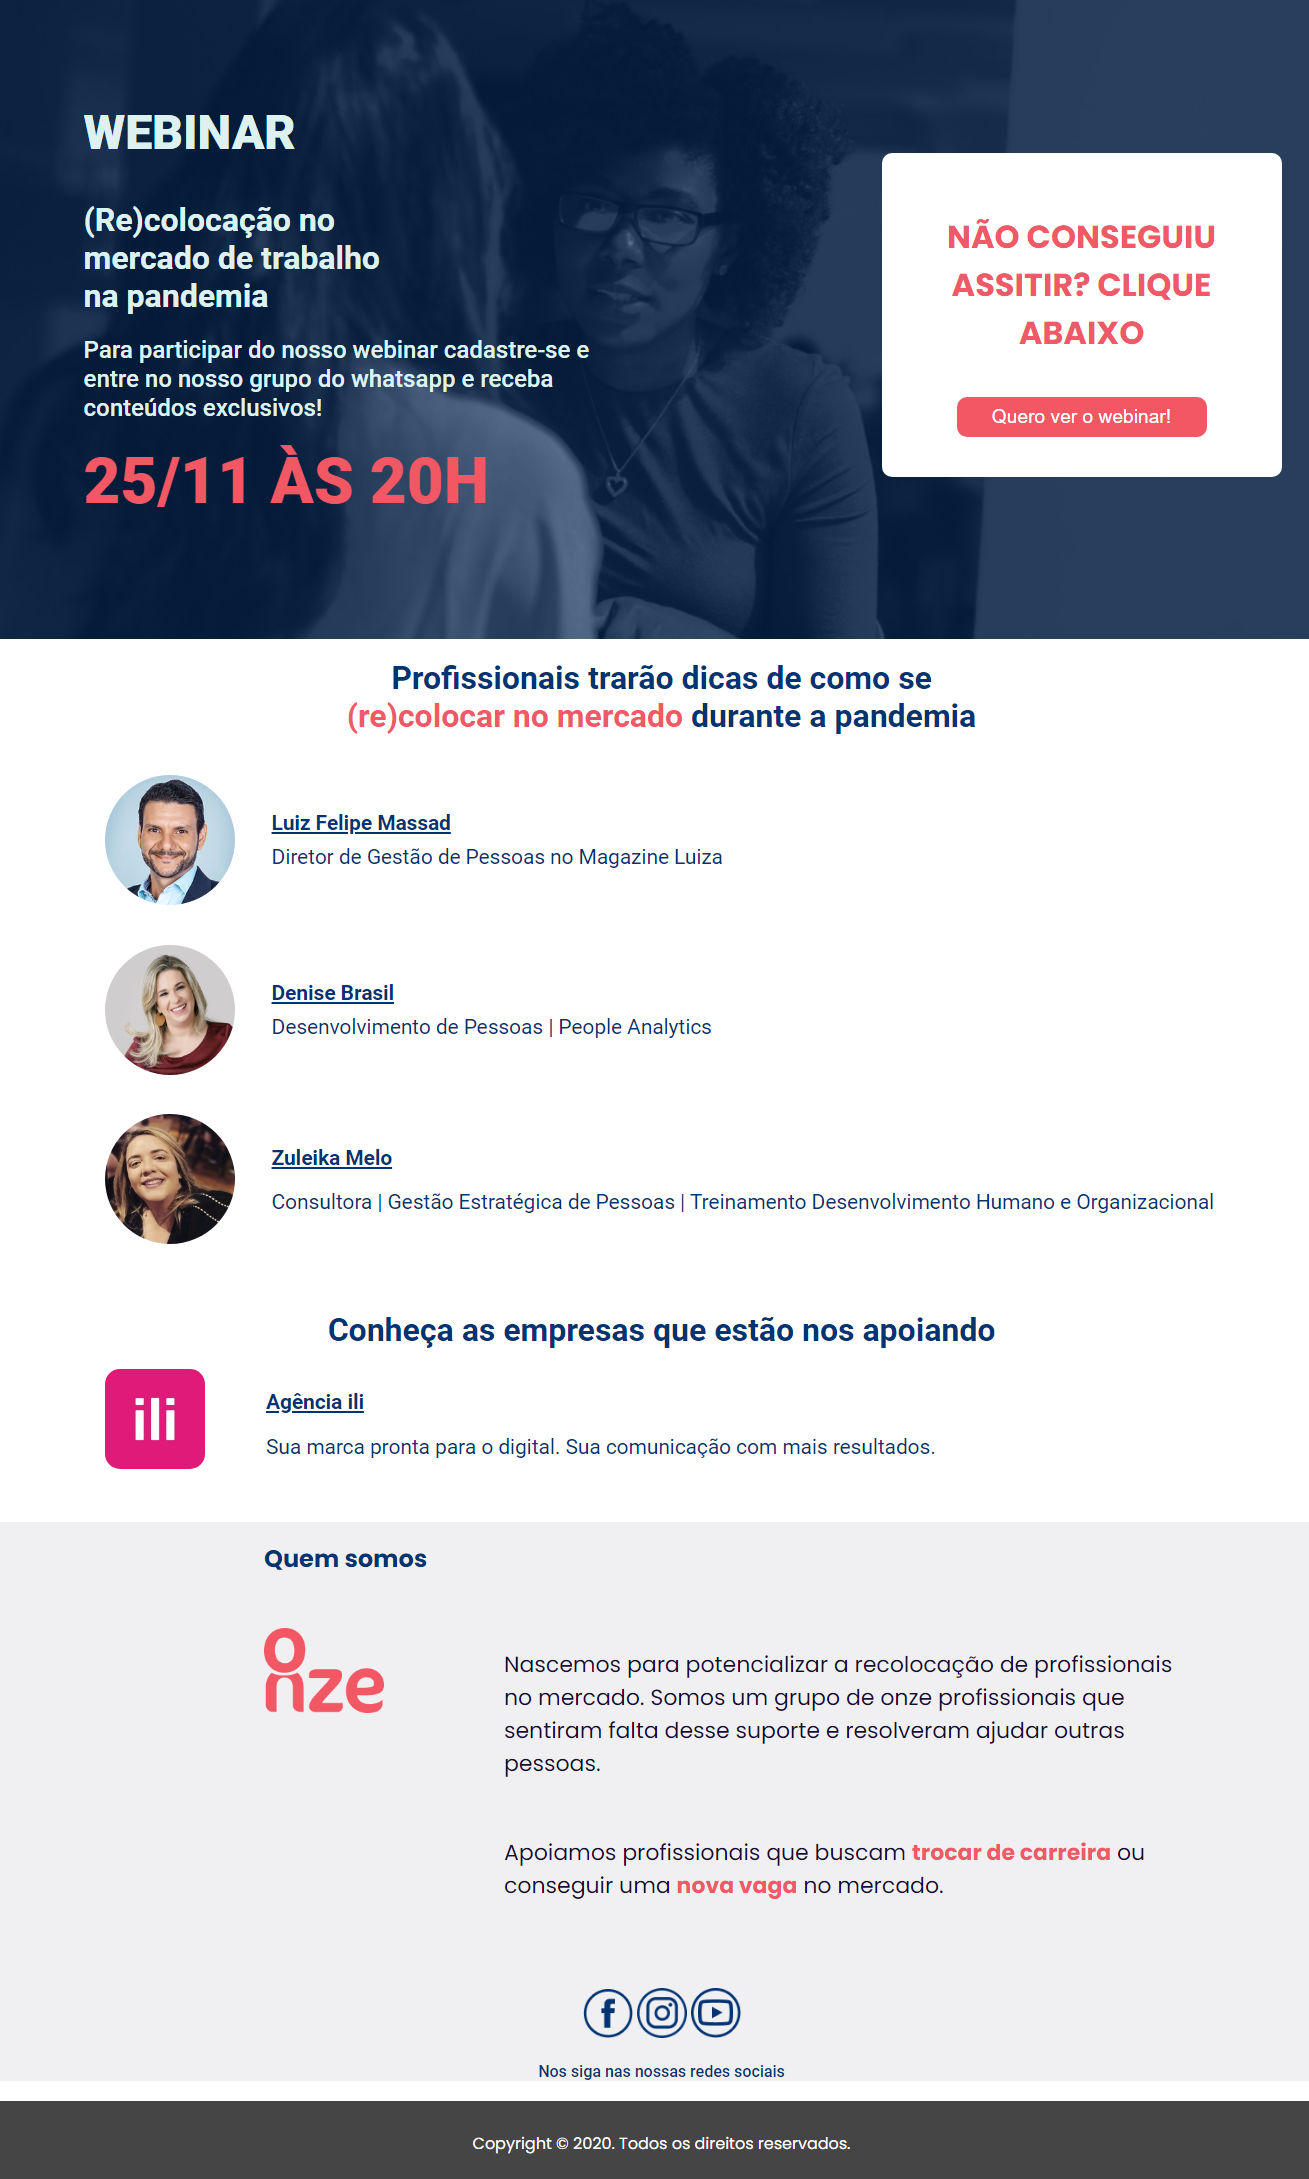 WEBINAR
(Re)colocação no
mercado de trabalho
na pandemia
Para participar do nosso webinar cadastre-se e
entre no nosso grupo do whatsapp e receba
conteúdos exclusivos!
25/11 ÀS 20H
NÃO CONSEGUIU
ASSITIR? CLIQUE
ABAIXO
Quero ver o webinar!
Profissionais trarão dicas de como se
(re)colocar no mercado durante a pandemia
Luiz Felipe Massad
Diretor de Gestão de Pessoas no Magazine Luiza
Denise Brasil
Desenvolvimento de Pessoas | People Analytics
Zuleika Melo
Consultora | Gestão Estratégica de Pessoas | Treinamento Desenvolvimento Humano e Organizacional
Conheça as empresas que estão nos apoiando
ili
Agência ili
Sua marca pronta para o digital. Sua comunicação com mais resultados.
Quem somos
onze
Nascemos para potencializar a recolocação de profissionais
no mercado. Somos um grupo de onze profissionais que
sentiram falta desse suporte e resolveram ajudar outras
pessoas.
Apoiamos profissionais que buscam trocar de carreira ou
conseguir uma nova vaga no mercado.
Nos siga nas nossas redes sociais
Copyright © 2020. Todos os direitos reservados.